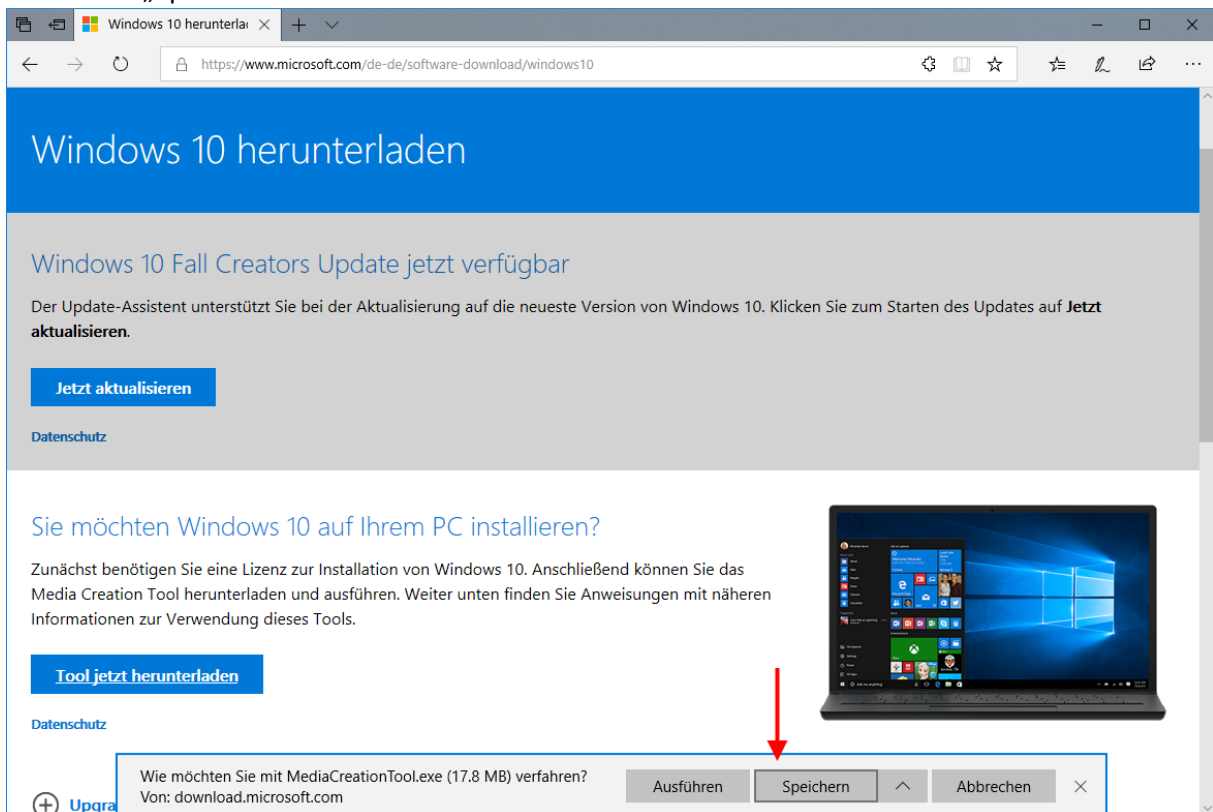 Windows 10 herunterla
https://www.microsoft.com/de-de/software-download/windows10
Windows 10 herunterladen
Windows 10 Fall Creators Update jetzt verfügbar
Der Update-Assistent unterstützt Sie bei der Aktualisierung auf die neueste Version von Windows 10. Klicken Sie zum Starten des Updates auf Jetzt
aktualisieren.
Jetzt aktualisieren
Datenschutz
Sie möchten Windows 10 auf Ihrem PC installieren?
Zunächst benötigen Sie eine Lizenz zur Installation von Windows 10. Anschließend können Sie das
Media Creation Tool herunterladen und ausführen. Weiter unten finden Sie Anweisungen mit näheren
Informationen zur Verwendung dieses Tools.
Tool jetzt herunterladen
Datenschutz
Wie möchten Sie mit MediaCreationTool.exe (17.8 MB) verfahren?
Von: download.microsoft.com
Ausführen
Speichern
Abbrechen
Upgra